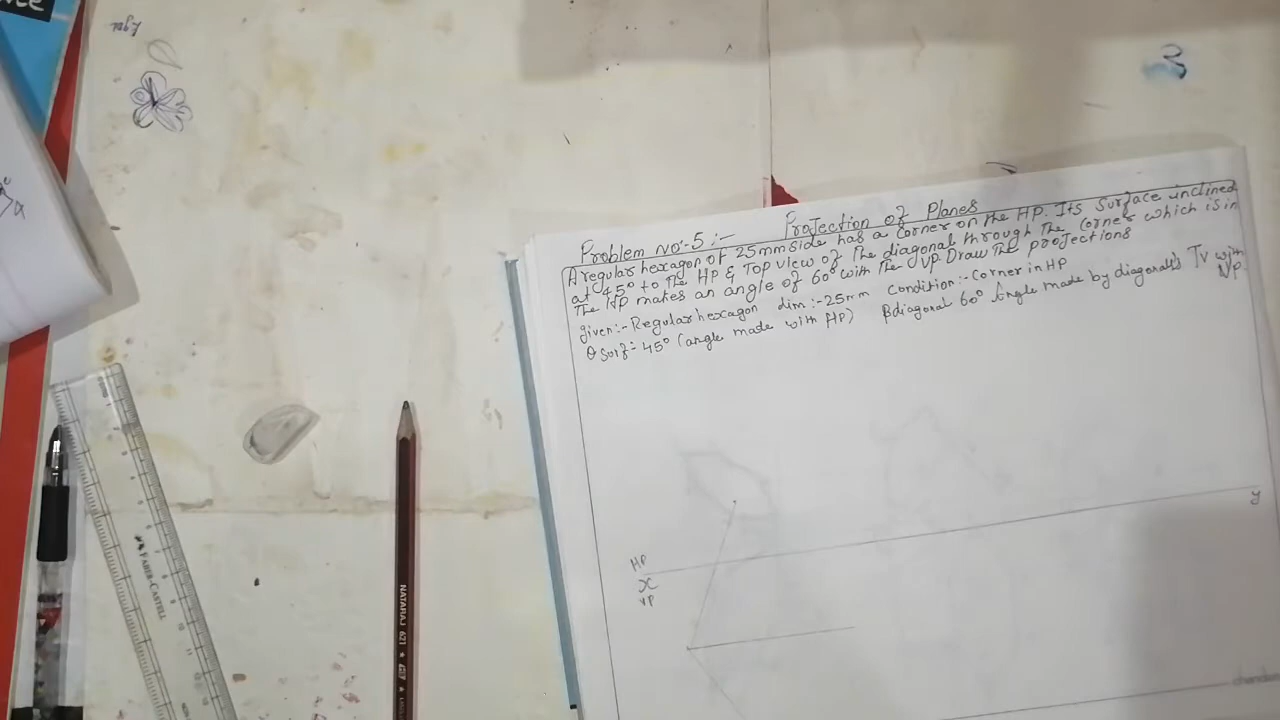 Projection of Planes
Problem No:-5:-
A regular hexagon of 25mm side has a corner on the HP. Its surface inclined
at 45° to the HP & Top view of the diagonal through the corner which is in
The HP makes an angle of 60° with the VP. Draw The projections
given:- Regular hexagon dim:-25mm Condition:- Corner in HP
θ Surf = 45° (angle made with HP) βdiagonal 60° angle made by diagonal's Tv with
VP
HP
X
VP
y
FABER-CASTELL
NATARAJ 621